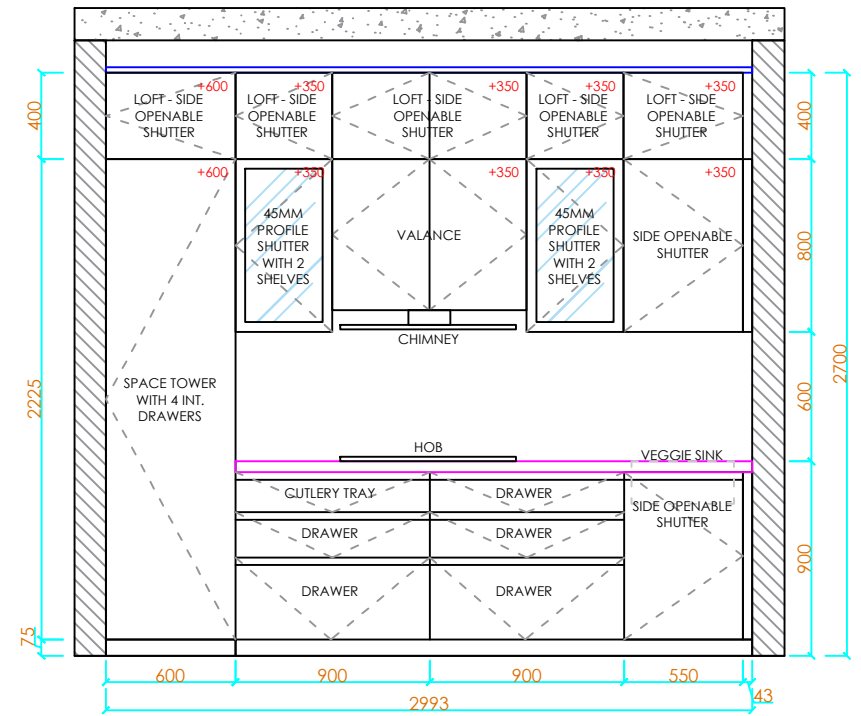 +600
+350
+350
+350
+350
LOFT - SIDE
OPENABLE
SHUTTER
LOFT - SIDE
OPENABLE
SHUTTER
LOFT - SIDE
OPENABLE
SHUTTER
LOFT - SIDE
OPENABLE
SHUTTER
LOFT - SIDE
OPENABLE
SHUTTER
400
400
+600
+350
+350
+350
+350
45MM
PROFILE
SHUTTER
WITH 2
SHELVES
VALANCE
45MM
PROFILE
SHUTTER
WITH 2
SHELVES
SIDE OPENABLE
SHUTTER
800
CHIMNEY
2700
2225
SPACE TOWER
WITH 4 INT.
DRAWERS
600
HOB
VEGGIE SINK
CUTLERY TRAY
DRAWER
SIDE OPENABLE
SHUTTER
DRAWER
DRAWER
900
DRAWER
DRAWER
75
600
900
900
550
43
2993